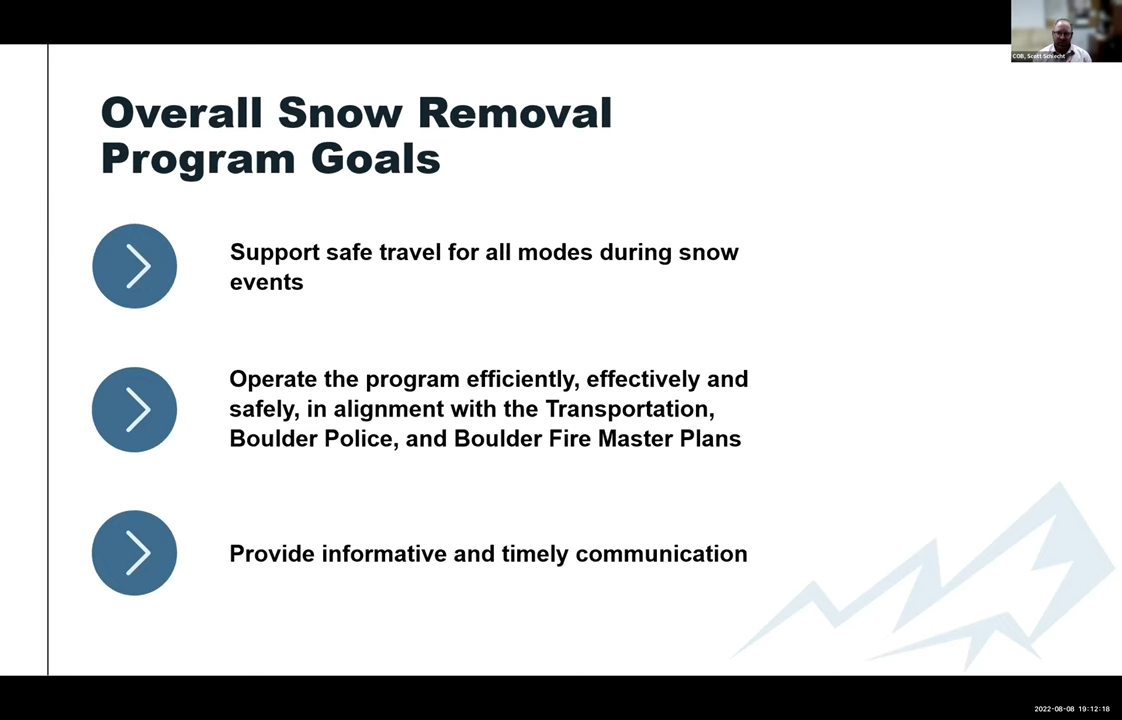 COB, Scott Schlecht
Overall Snow Removal
Program Goals
Support safe travel for all modes during snow
events
Operate the program efficiently, effectively and
safely, in alignment with the Transportation,
Boulder Police, and Boulder Fire Master Plans
Provide informative and timely communication
2022-08-08 19:12:18